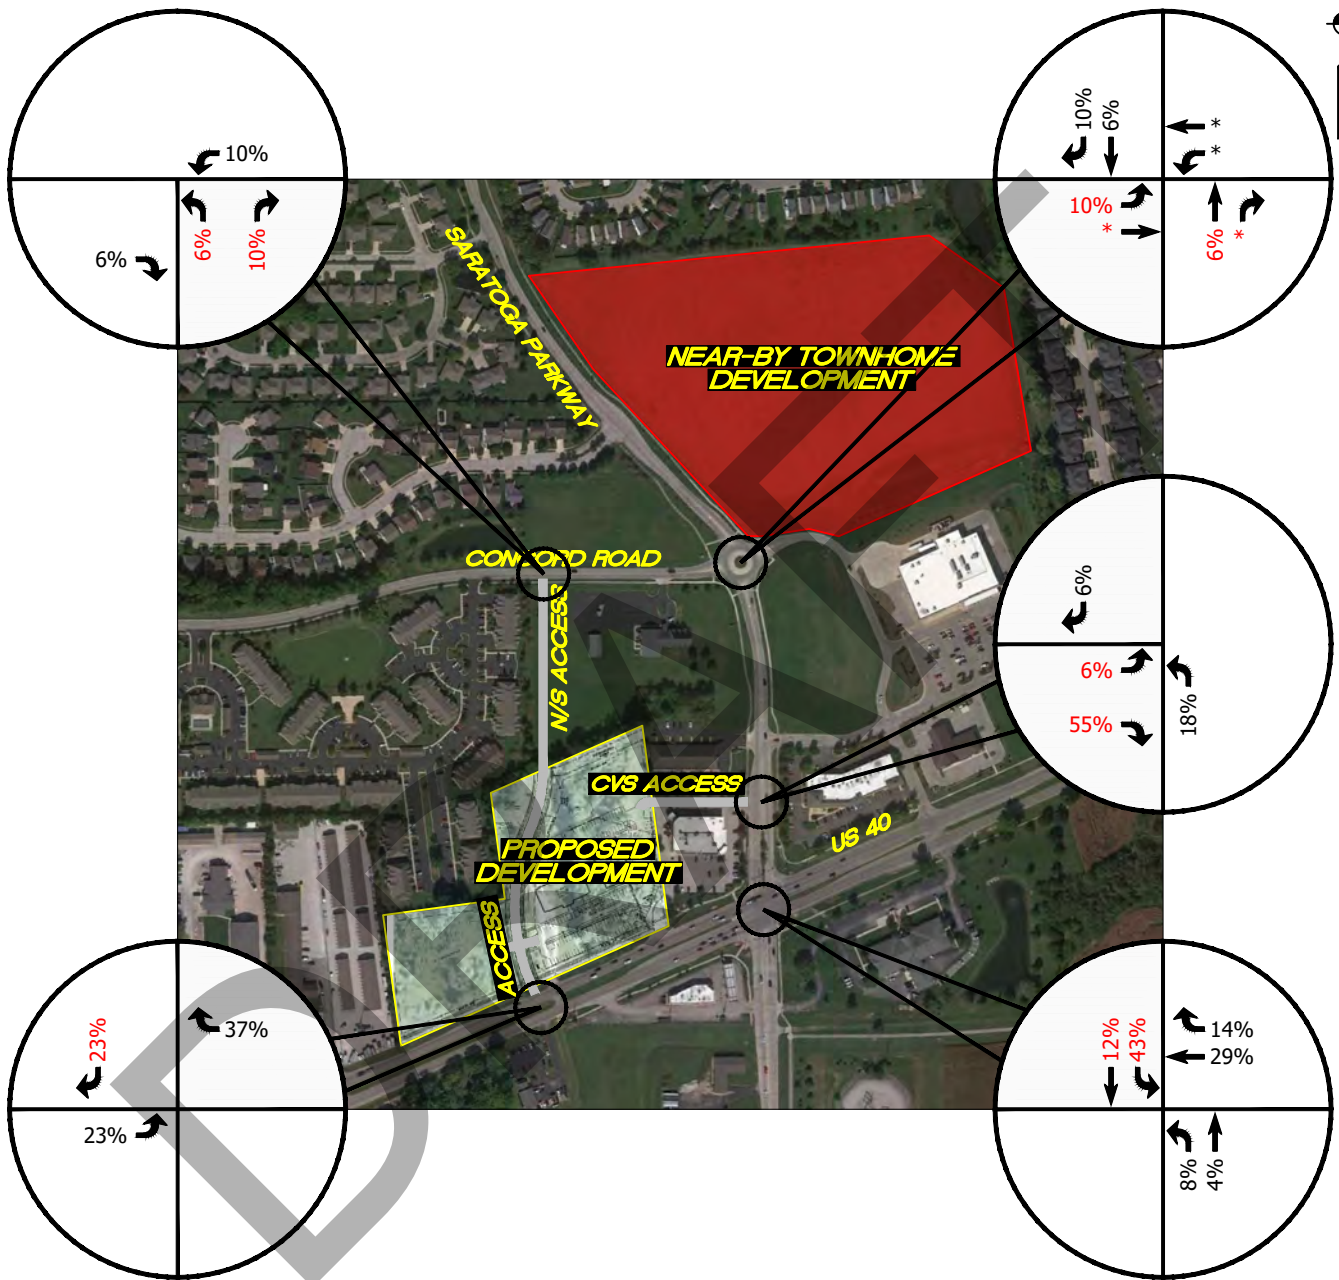 10%
6%
6%
10%
10%
6%
*
*
10%
*
6%
*
SARATOGA PARKWAY
NEAR-BY TOWNHOME
DEVELOPMENT
CONCORD ROAD
N/S ACCESS
6%
6%
55%
18%
CVS ACCESS
US 40
PROPOSED
DEVELOPMENT
ACCESS
23%
37%
23%
12%
43%
14%
29%
8%
4%
DRAFT